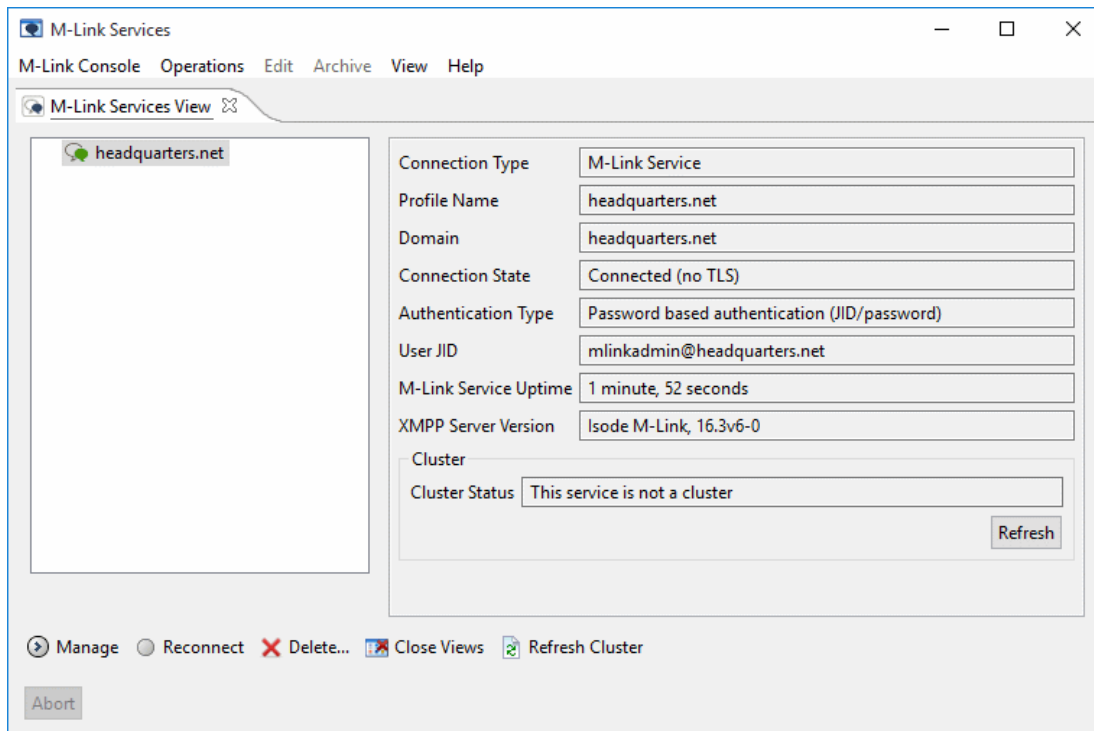 M-Link Services
M-Link Console Operations Edit Archive View Help
M-Link Services View
headquarters.net
Connection Type M-Link Service
Profile Name headquarters.net
Domain headquarters.net
Connection State Connected (no TLS)
Authentication Type Password based authentication (JID/password)
User JID mlinkadmin@headquarters.net
M-Link Service Uptime 1 minute, 52 seconds
XMPP Server Version Isode M-Link, 16.3v6-0
Cluster
Cluster Status This service is not a cluster
Refresh
Manage Reconnect Delete... Close Views Refresh Cluster
Abort